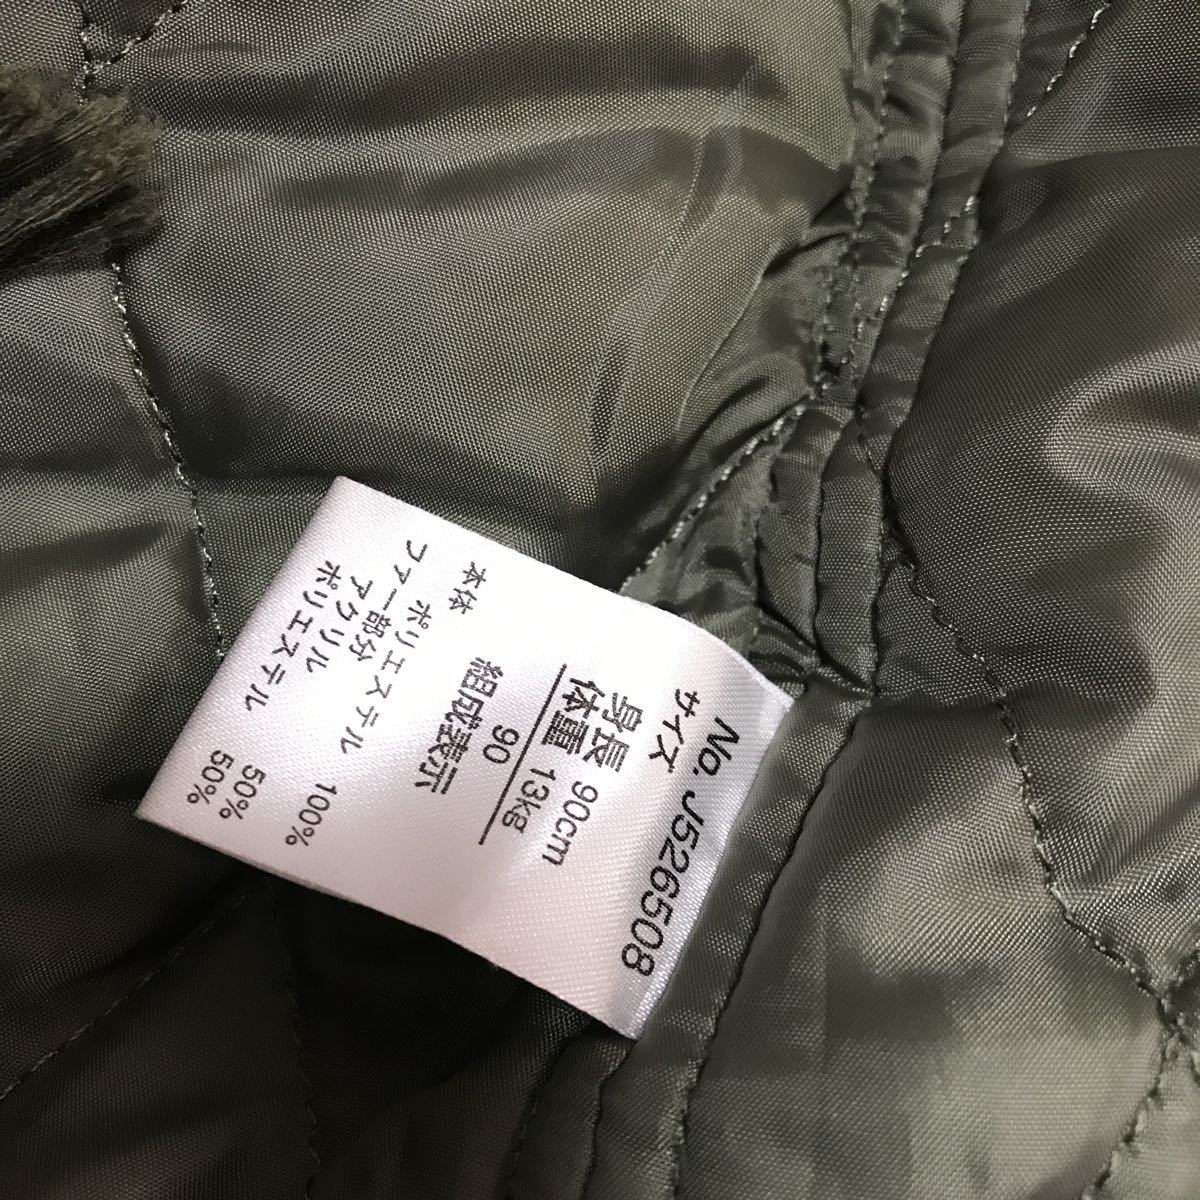 No. J526508
サイズ
身長 90cm
体重 13kg
90
組成表示
本体
ポリエステル 100%
ファー部分
アクリル 50%
ポリエステル 50%